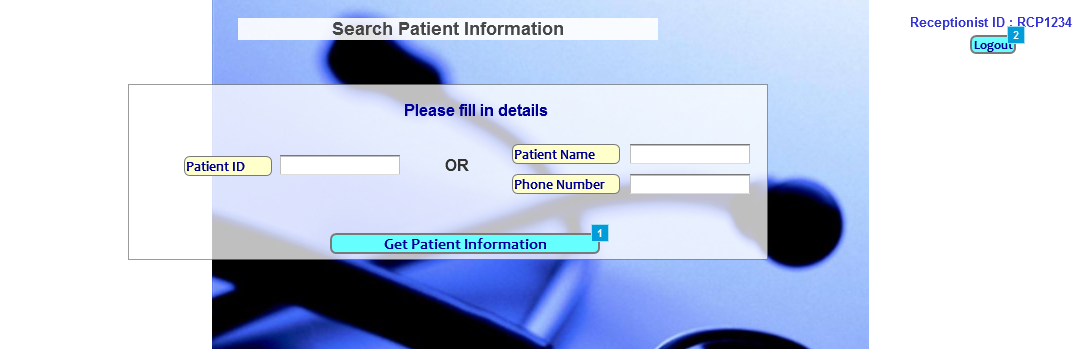 Search Patient Information
Receptionist ID : RCP1234
2
Logout
Please fill in details
Patient ID
OR
Patient Name
Phone Number
1
Get Patient Information